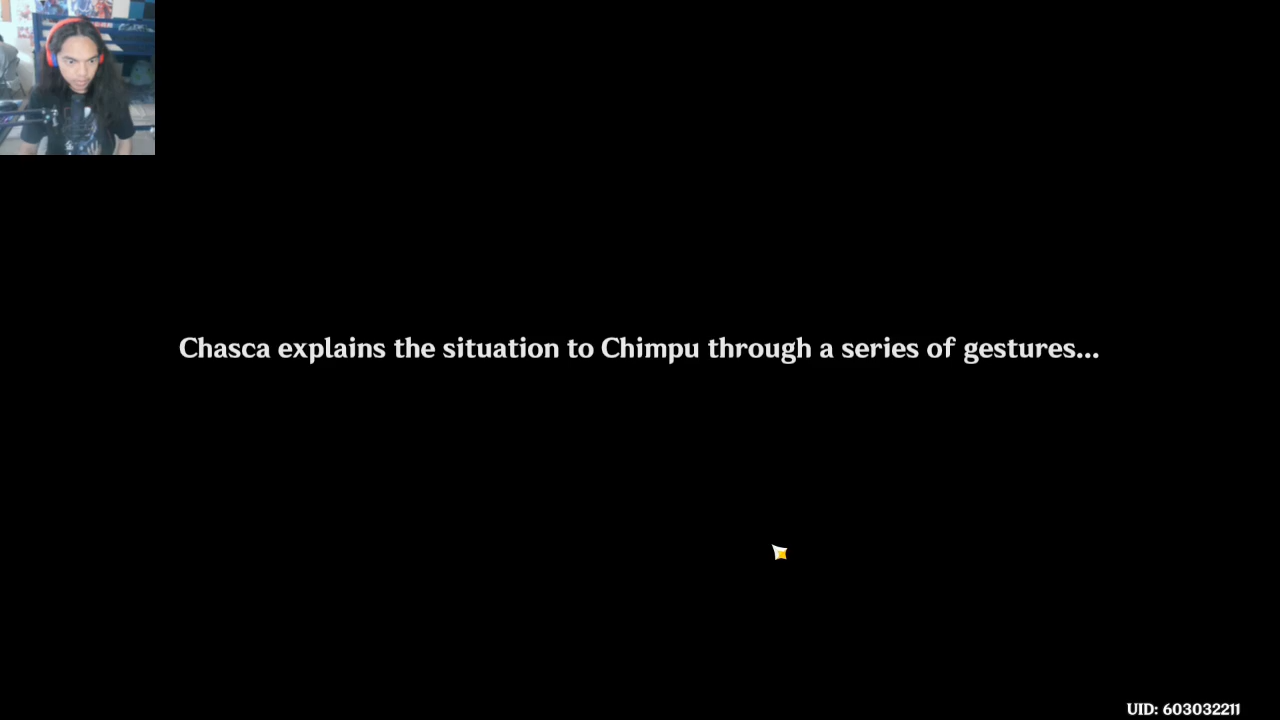 Chasca explains the situation to Chimpu through a series of gestures...
UID: 603032211